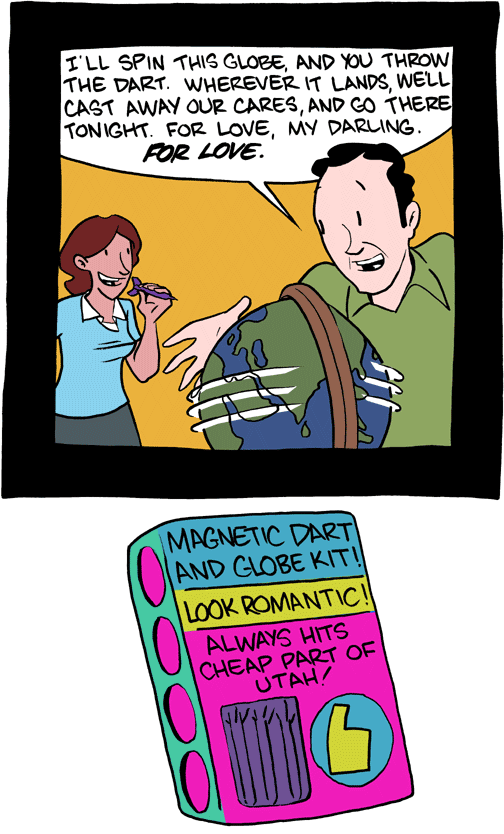 I'LL SPIN THIS GLOBE, AND YOU THROW
THE DART. WHEREVER IT LANDS, WE'LL
CAST AWAY OUR CARES, AND GO THERE
TONIGHT. FOR LOVE, MY DARLING.
FOR LOVE.
MAGNETIC DART
AND GLOBE KIT!
LOOK ROMANTIC!
ALWAYS HITS
CHEAP PART OF
UTAH!